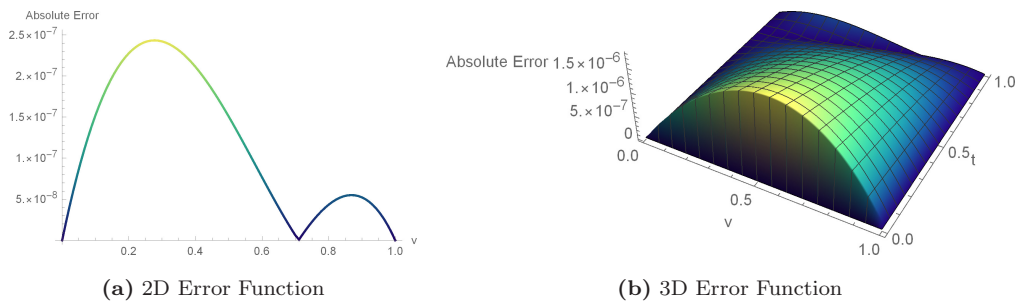 Absolute Error
2.5×10⁻⁷
2.×10⁻⁷
1.5×10⁻⁷
1.×10⁻⁷
5.×10⁻⁸
0.2 0.4 0.6 0.8 1.0 v
(a) 2D Error Function
Absolute Error 1.5×10⁻⁶
1.×10⁻⁶
5.×10⁻⁷
0
0.0
0.5
v
1.0
0.0
0.5
t
1.0
(b) 3D Error Function